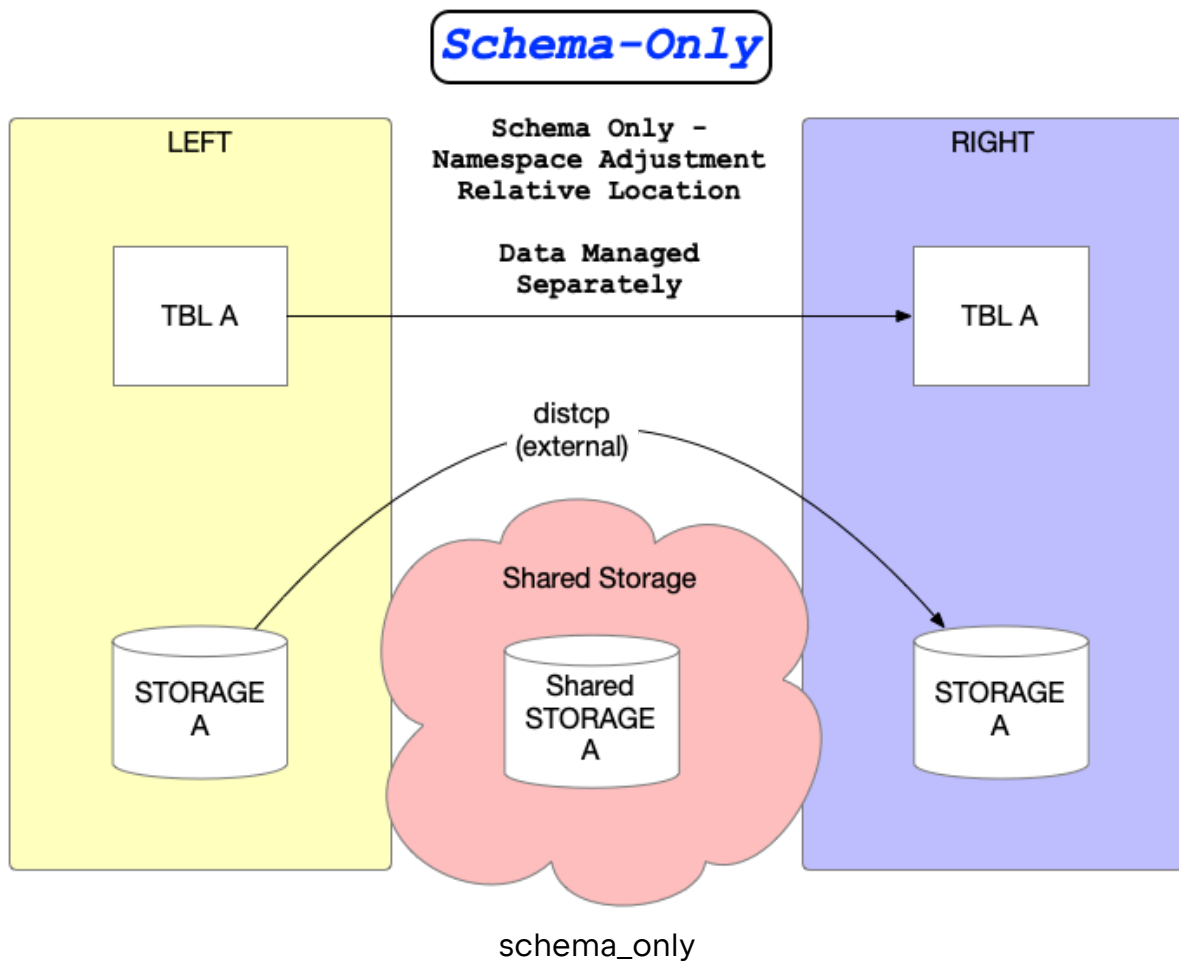 Schema-Only
LEFT
Schema Only -
Namespace Adjustment
Relative Location
Data Managed
Separately
RIGHT
TBL A
TBL A
distcp
(external)
Shared Storage
STORAGE
A
Shared
STORAGE
A
STORAGE
A
schema_only